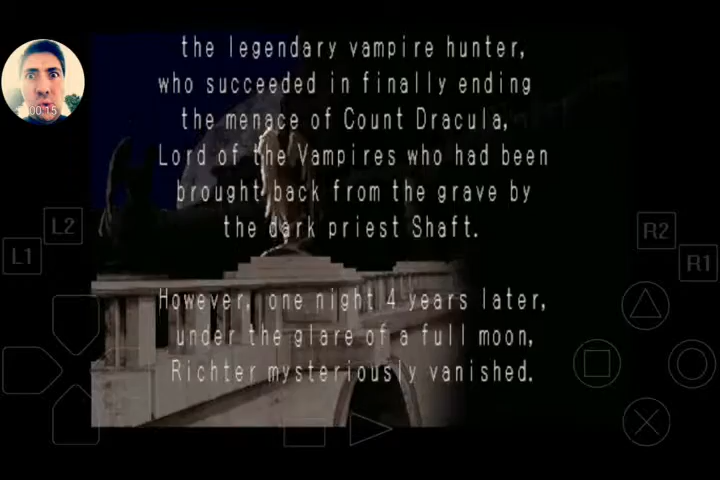 the legendary vampire hunter,
who succeeded in finally ending
the menace of Count Dracula,
Lord of the Vampires who had been
brought back from the grave by
the dark priest Shaft.
However, one night 4 years later,
under the glare of a full moon,
Richter mysteriously vanished.
00:15
L2
L1
R2
R1